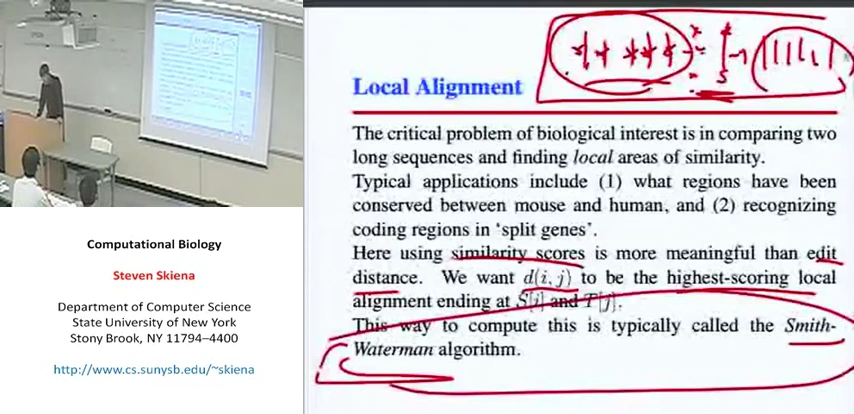 Computational Biology
Steven Skiena
Department of Computer Science
State University of New York
Stony Brook, NY 11794–4400
http://www.cs.sunysb.edu/~skiena
Local Alignment
The critical problem of biological interest is in comparing two
long sequences and finding local areas of similarity.
Typical applications include (1) what regions have been
conserved between mouse and human, and (2) recognizing
coding regions in 'split genes'.
Here using similarity scores is more meaningful than edit
distance. We want d(i, j) to be the highest-scoring local
alignment ending at S[i] and T[j].
This way to compute this is typically called the Smith-
Waterman algorithm.